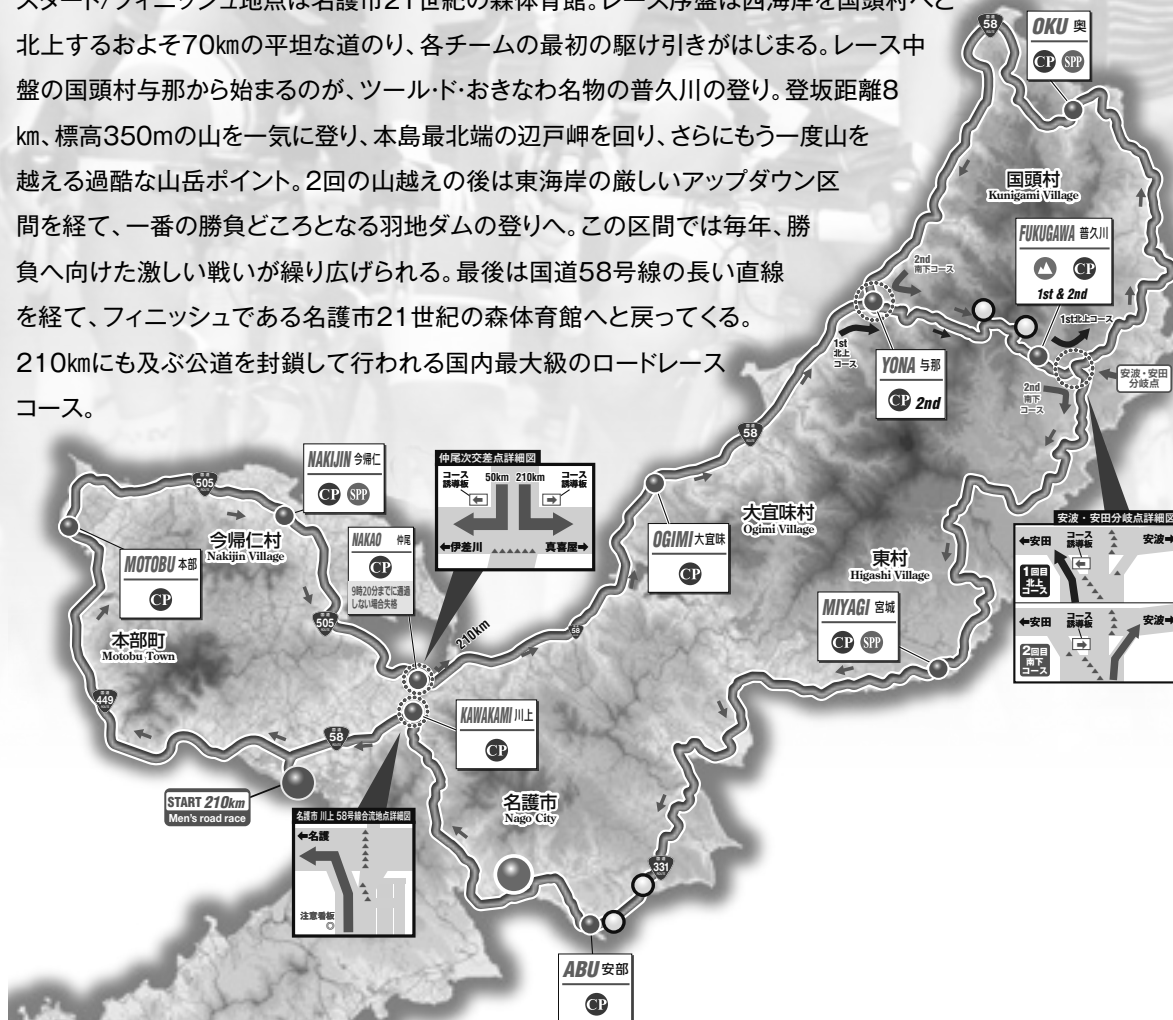 スタート/フィニッシュ地点は名護市21世紀の森体育館。レース序盤は西海岸を国頭村へと
北上するおよそ70㎞の平坦な道のり、各チームの最初の駆け引きがはじまる。レース中
盤の国頭村与那から始まるのが、ツール・ド・おきなわ名物の普久川の登り。登坂距離8
㎞、標高350mの山を一気に登り、本島最北端の辺戸岬を回り、さらにもう一度山を
越える過酷な山岳ポイント。2回の山越えの後は東海岸の厳しいアップダウン区
間を経て、一番の勝負どころとなる羽地ダムの登りへ。この区間では毎年、勝
負へ向けた激しい戦いが繰り広げられる。最後は国道58号線の長い直線
を経て、フィニッシュである名護市21世紀の森体育館へと戻ってくる。
210㎞にも及ぶ公道を封鎖して行われる国内最大級のロードレース
コース。
58
OKU 奥
CP SPP
国頭村
Kunigami Village
FUKUGAWA 普久川
CP
1st & 2nd
2nd
南下コース
1st北上コース
1st
北上
コース
YONA 与那
CP 2nd
2nd
南下
コース
安波・安田
分岐点
58
NAKIJIN 今帰仁
CP SPP
505
仲尾次交差点詳細図
コース
誘導板
50km 210km
コース
誘導板
←伊差川
真喜屋→
今帰仁村
Nakijin Village
MOTOBU 本部
CP
NAKAO 仲尾
CP
9時20分までに通過
しない場合失格
OGIMI 大宜味
CP
大宜味村
Ogimi Village
東村
Higashi Village
安波・安田分岐点詳細図
←安田
コース
誘導板
安波→
1回目
北上
コース
←安田
コース
誘導板
安波→
2回目
南下
コース
MIYAGI 宮城
CP SPP
505
210km
58
本部町
Motobu Town
449
58
KAWAKAMI 川上
CP
START 210km
Men's road race
名護市 川上 58号線合流地点詳細図
←名護
注意看板
◎
名護市
Nago City
331
ABU 安部
CP